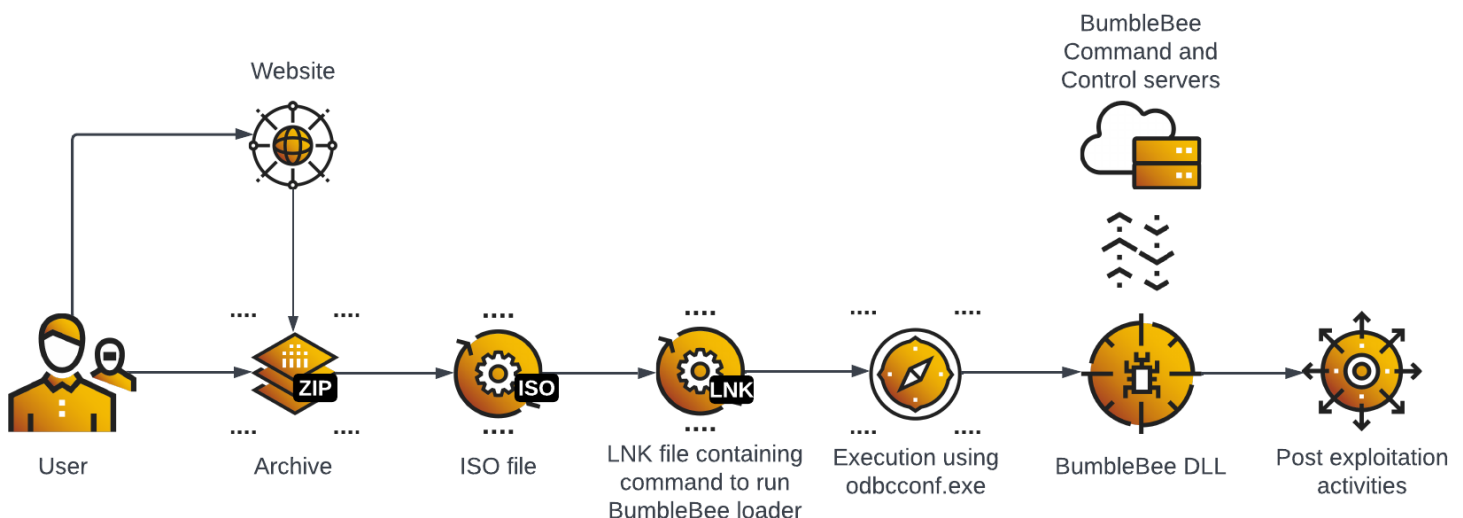 BumbleBee
Command and
Control servers
Website
ZIP
ISO
LNK
User
Archive
ISO file
LNK file containing
command to run
BumbleBee loader
Execution using
odbcconf.exe
BumbleBee DLL
Post exploitation
activities